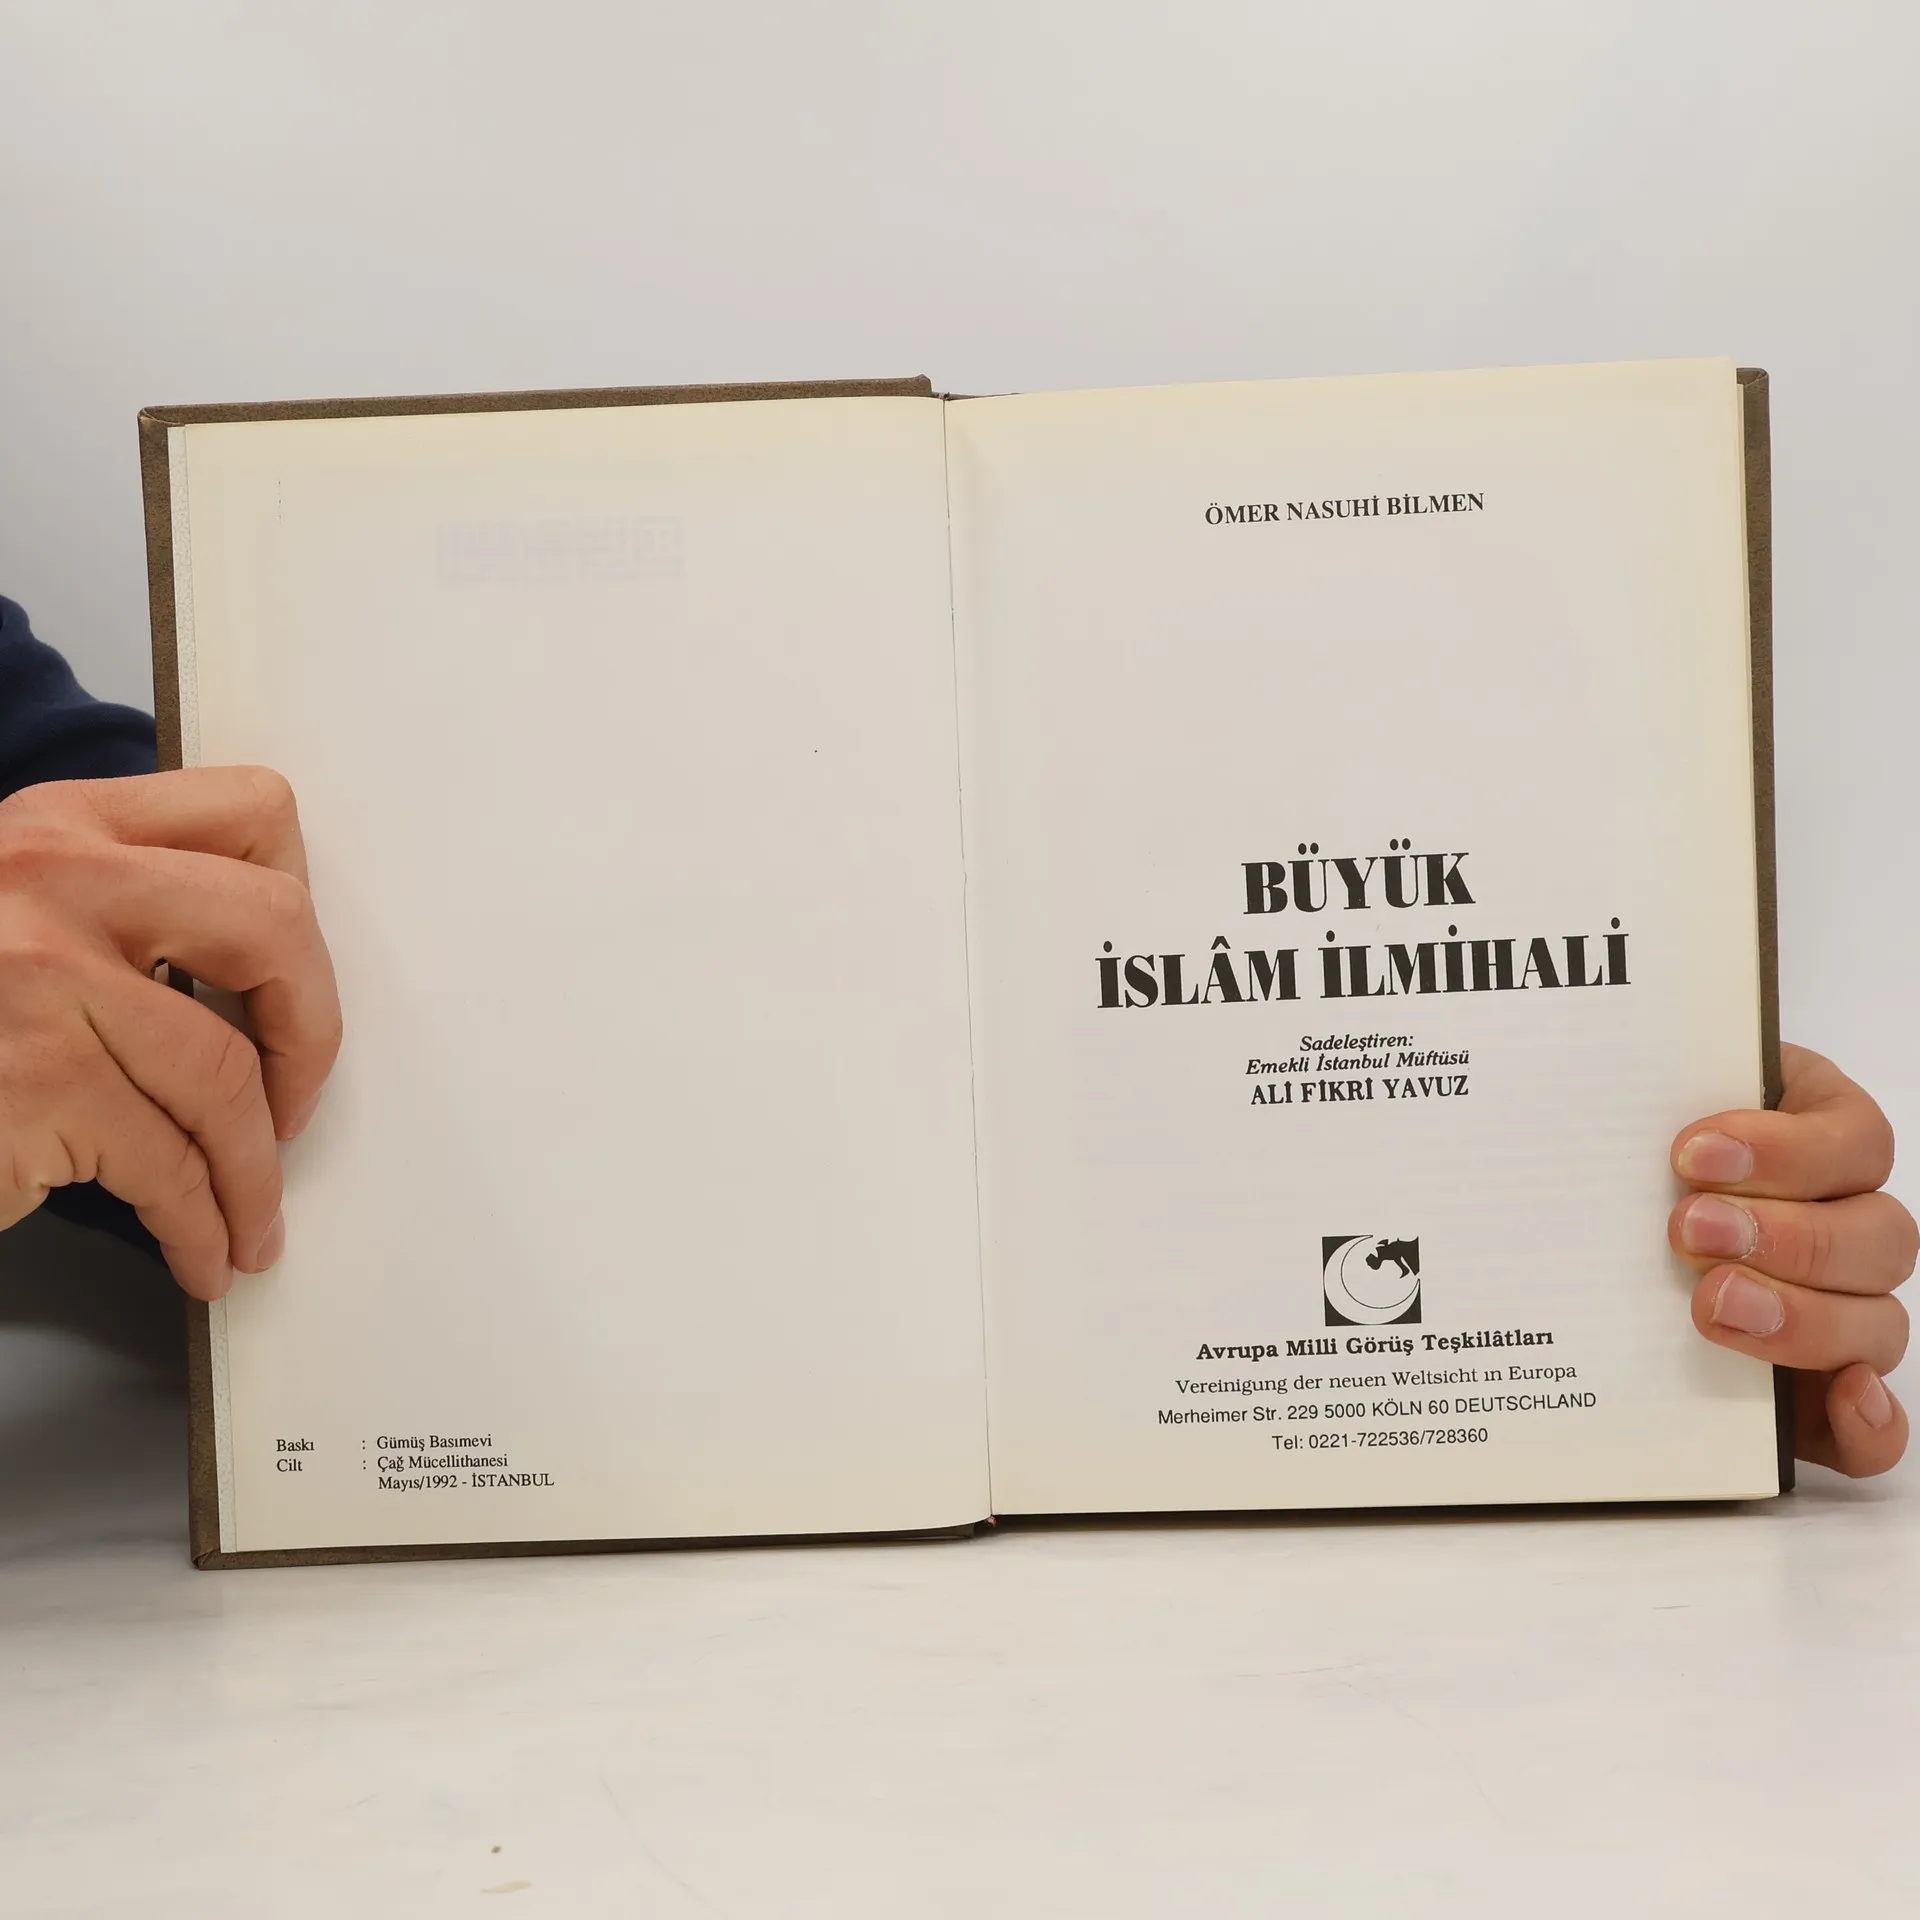 Baskı : Gümüş Basımevi
Cilt : Çağ Mücellithanesi
Mayıs/1992 - İSTANBUL
ÖMER NASUHİ BİLMEN
BÜYÜK
İSLÂM İLMİHALİ
Sadeleştiren:
Emekli İstanbul Müftüsü
ALİ FİKRİ YAVUZ
Avrupa Milli Görüş Teşkilâtları
Vereinigung der neuen Weltsicht ın Europa
Merheimer Str. 229 5000 KÖLN 60 DEUTSCHLAND
Tel: 0221-722536/728360